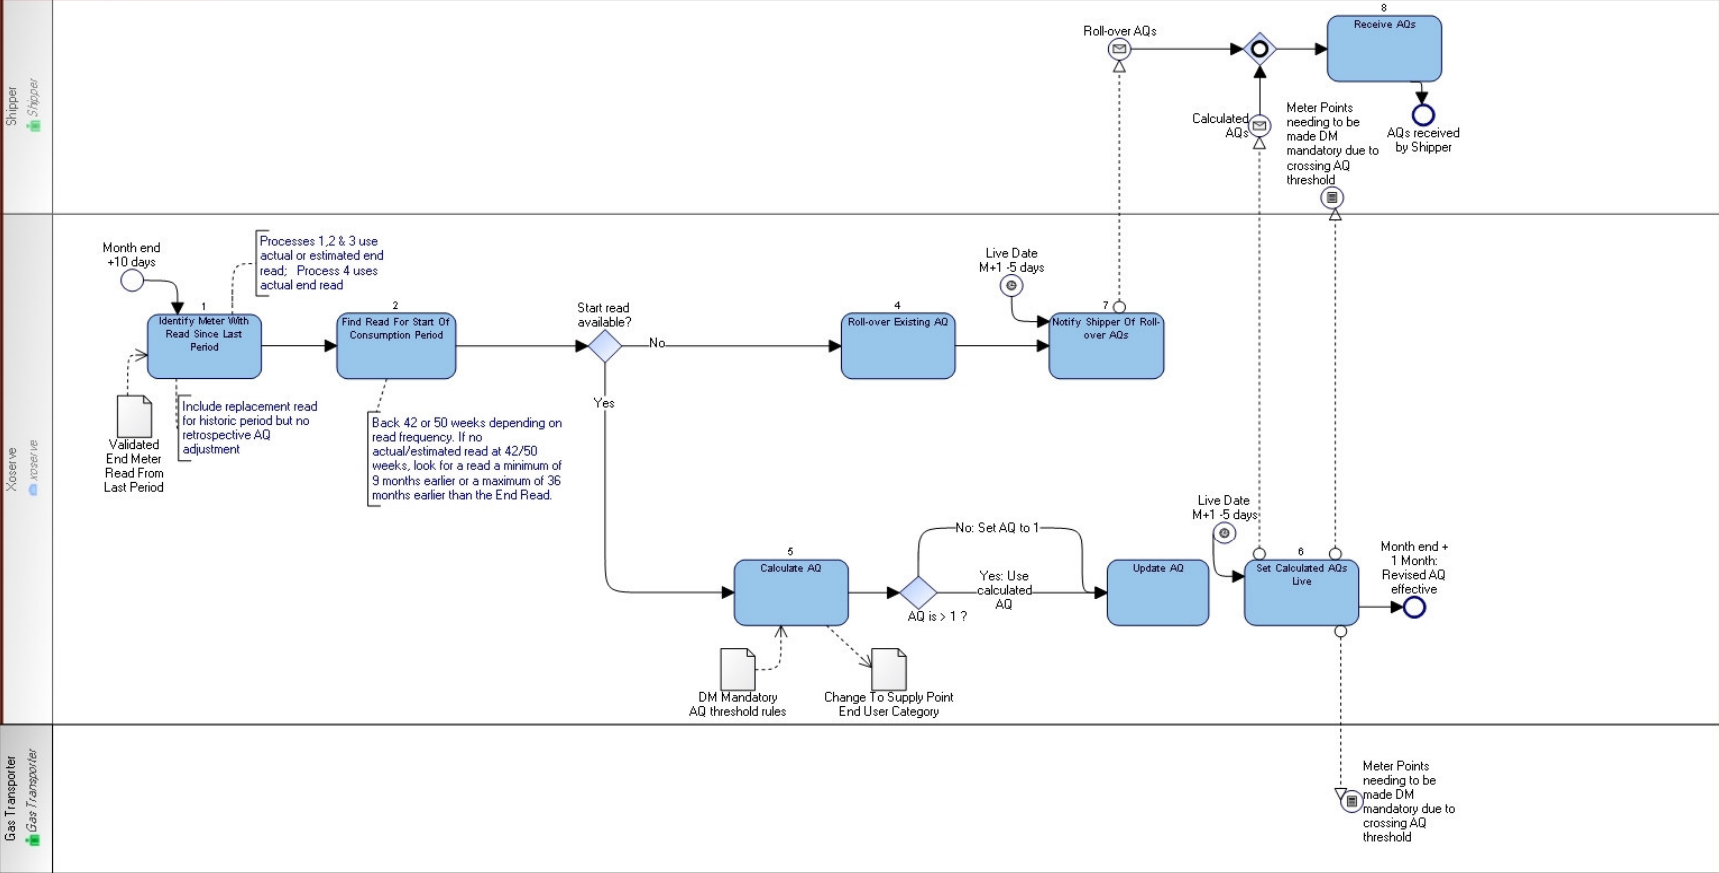 Shipper
Shipper
Roll-over AQs
8
Receive AQs
Calculated
AQs
Meter Points
needing to be
made DM
mandatory due to
crossing AQ
threshold
AQs received
by Shipper
Xoserve
xoserve
Month end
+10 days
Processes 1,2 & 3 use
actual or estimated end
read;   Process 4 uses
actual end read
1
Identify Meter With
Read Since Last
Period
2
Find Read For Start Of
Consumption Period
Start read
available?
No
Yes
4
Roll-over Existing AQ
Live Date
M+1 -5 days
7
Notify Shipper Of Roll-
over AQs
Validated
End Meter
Read From
Last Period
Include replacement read
for historic period but no
retrospective AQ
adjustment
Back 42 or 50 weeks depending on
read frequency. If no
actual/estimated read at 42/50
weeks, look for a read a minimum of
9 months earlier or a maximum of 36
months earlier than the End Read.
5
Calculate AQ
No: Set AQ to 1
Yes: Use
calculated
AQ
AQ is > 1 ?
Update AQ
Live Date
M+1 -5 days
6
Set Calculated AQs
Live
Month end +
1 Month:
Revised AQ
effective
DM Mandatory
AQ threshold rules
Change To Supply Point
End User Category
Gas Transporter
Gas Transporter
Meter Points
needing to be
made DM
mandatory due to
crossing AQ
threshold